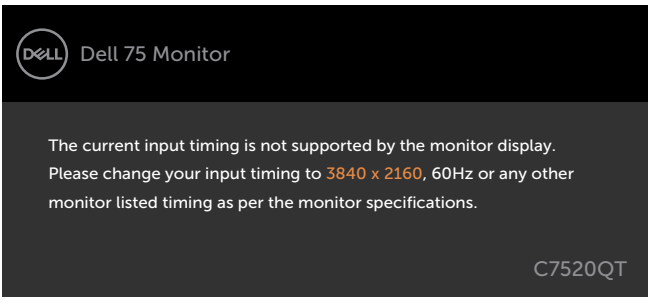 DELL
Dell 75 Monitor
The current input timing is not supported by the monitor display.
Please change your input timing to 3840 x 2160, 60Hz or any other
monitor listed timing as per the monitor specifications.
C7520QT